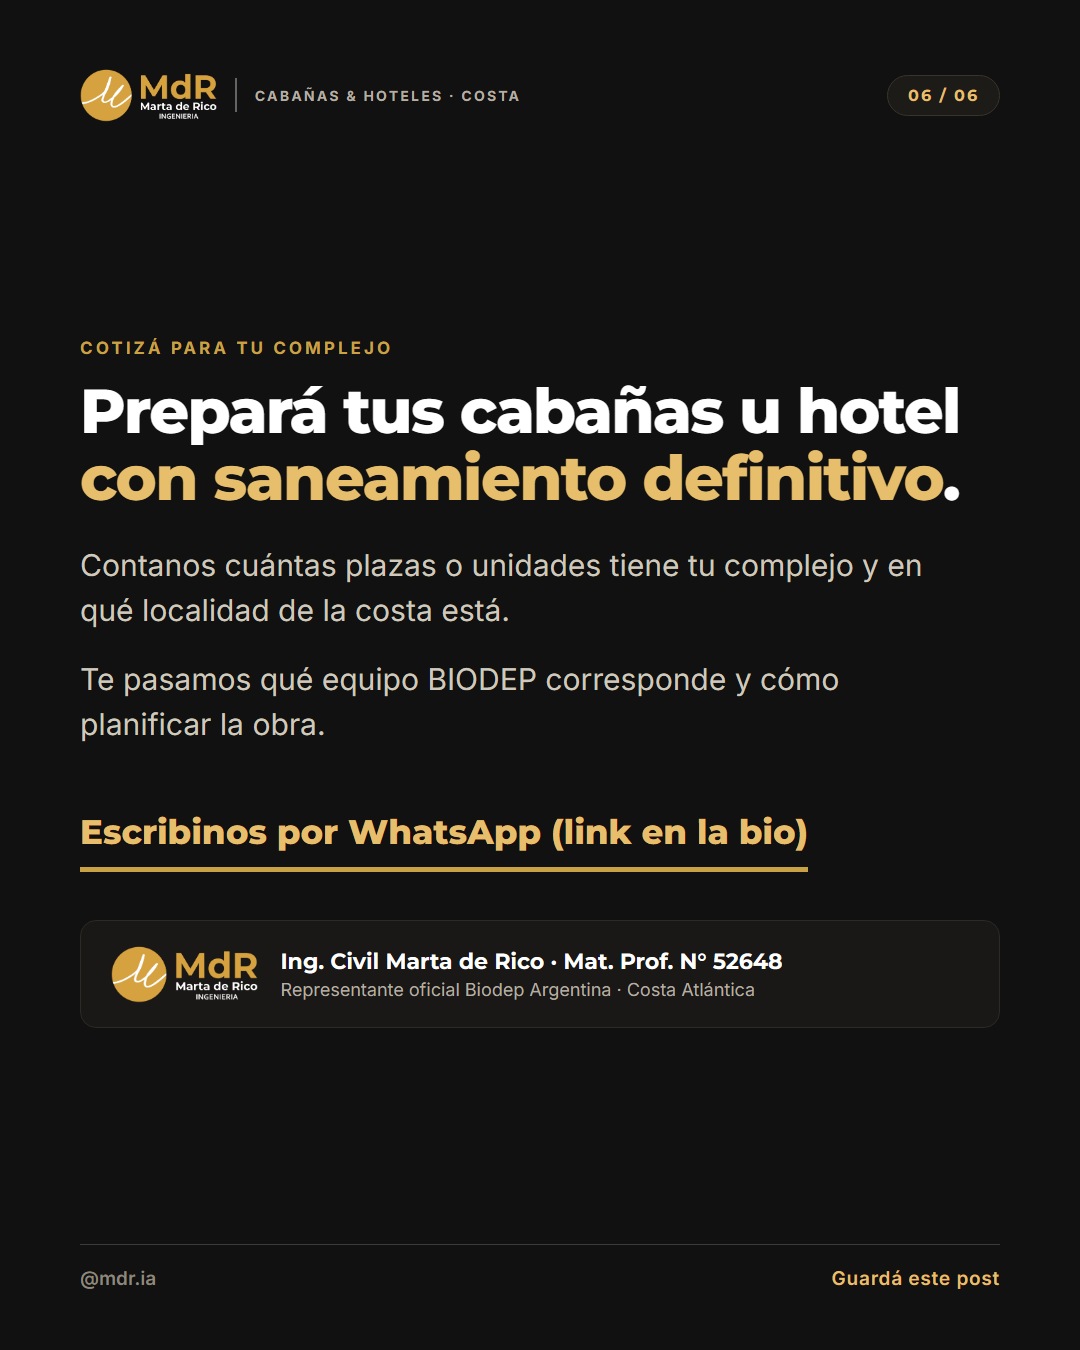 MdR
Marta de Rico
INGENIERIA
CABAÑAS & HOTELES · COSTA
06 / 06
COTIZÁ PARA TU COMPLEJO
Prepará tus cabañas u hotel
con saneamiento definitivo.
Contanos cuántas plazas o unidades tiene tu complejo y en
qué localidad de la costa está.
Te pasamos qué equipo BIODEP corresponde y cómo
planificar la obra.
Escribinos por WhatsApp (link en la bio)
MdR
Marta de Rico
INGENIERIA
Ing. Civil Marta de Rico · Mat. Prof. N° 52648
Representante oficial Biodep Argentina · Costa Atlántica
@mdr.ia
Guardá este post